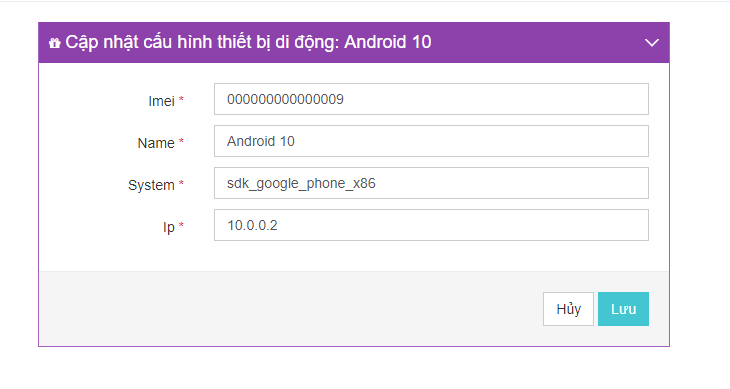 Cập nhật cấu hình thiết bị di động: Android 10
Imei * 000000000000009
Name * Android 10
System * sdk_google_phone_x86
Ip * 10.0.0.2
Hủy Lưu